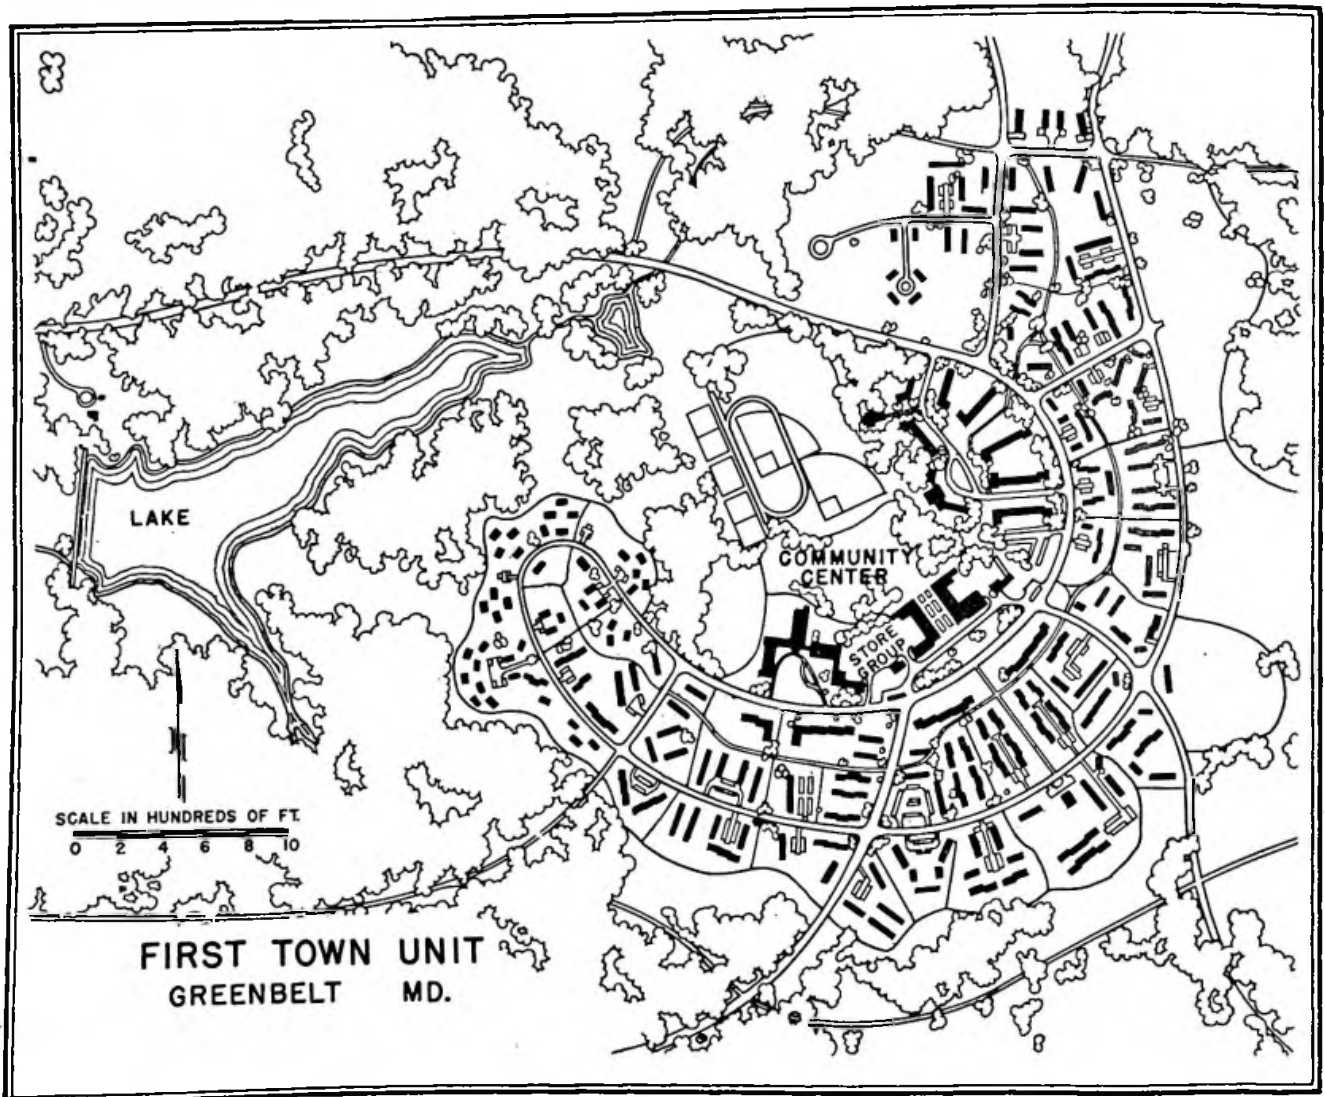 LAKE
COMMUNITY
CENTER
STORE
GROUP
SCALE IN HUNDREDS OF FT.
0 2 4 6 8 10
FIRST TOWN UNIT
GREENBELT MD.